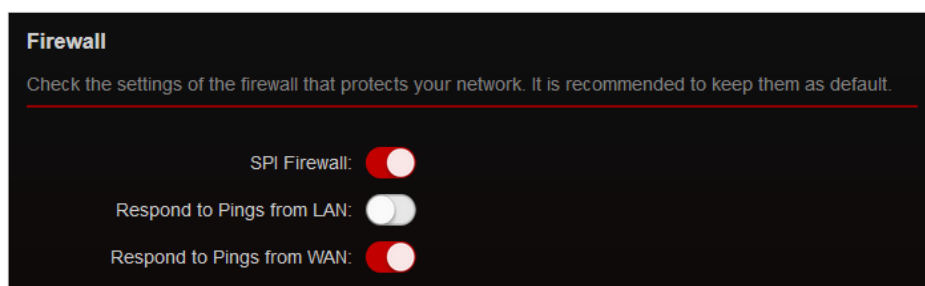 Firewall
Check the settings of the firewall that protects your network. It is recommended to keep them as default.
SPI Firewall:
Respond to Pings from LAN:
Respond to Pings from WAN: